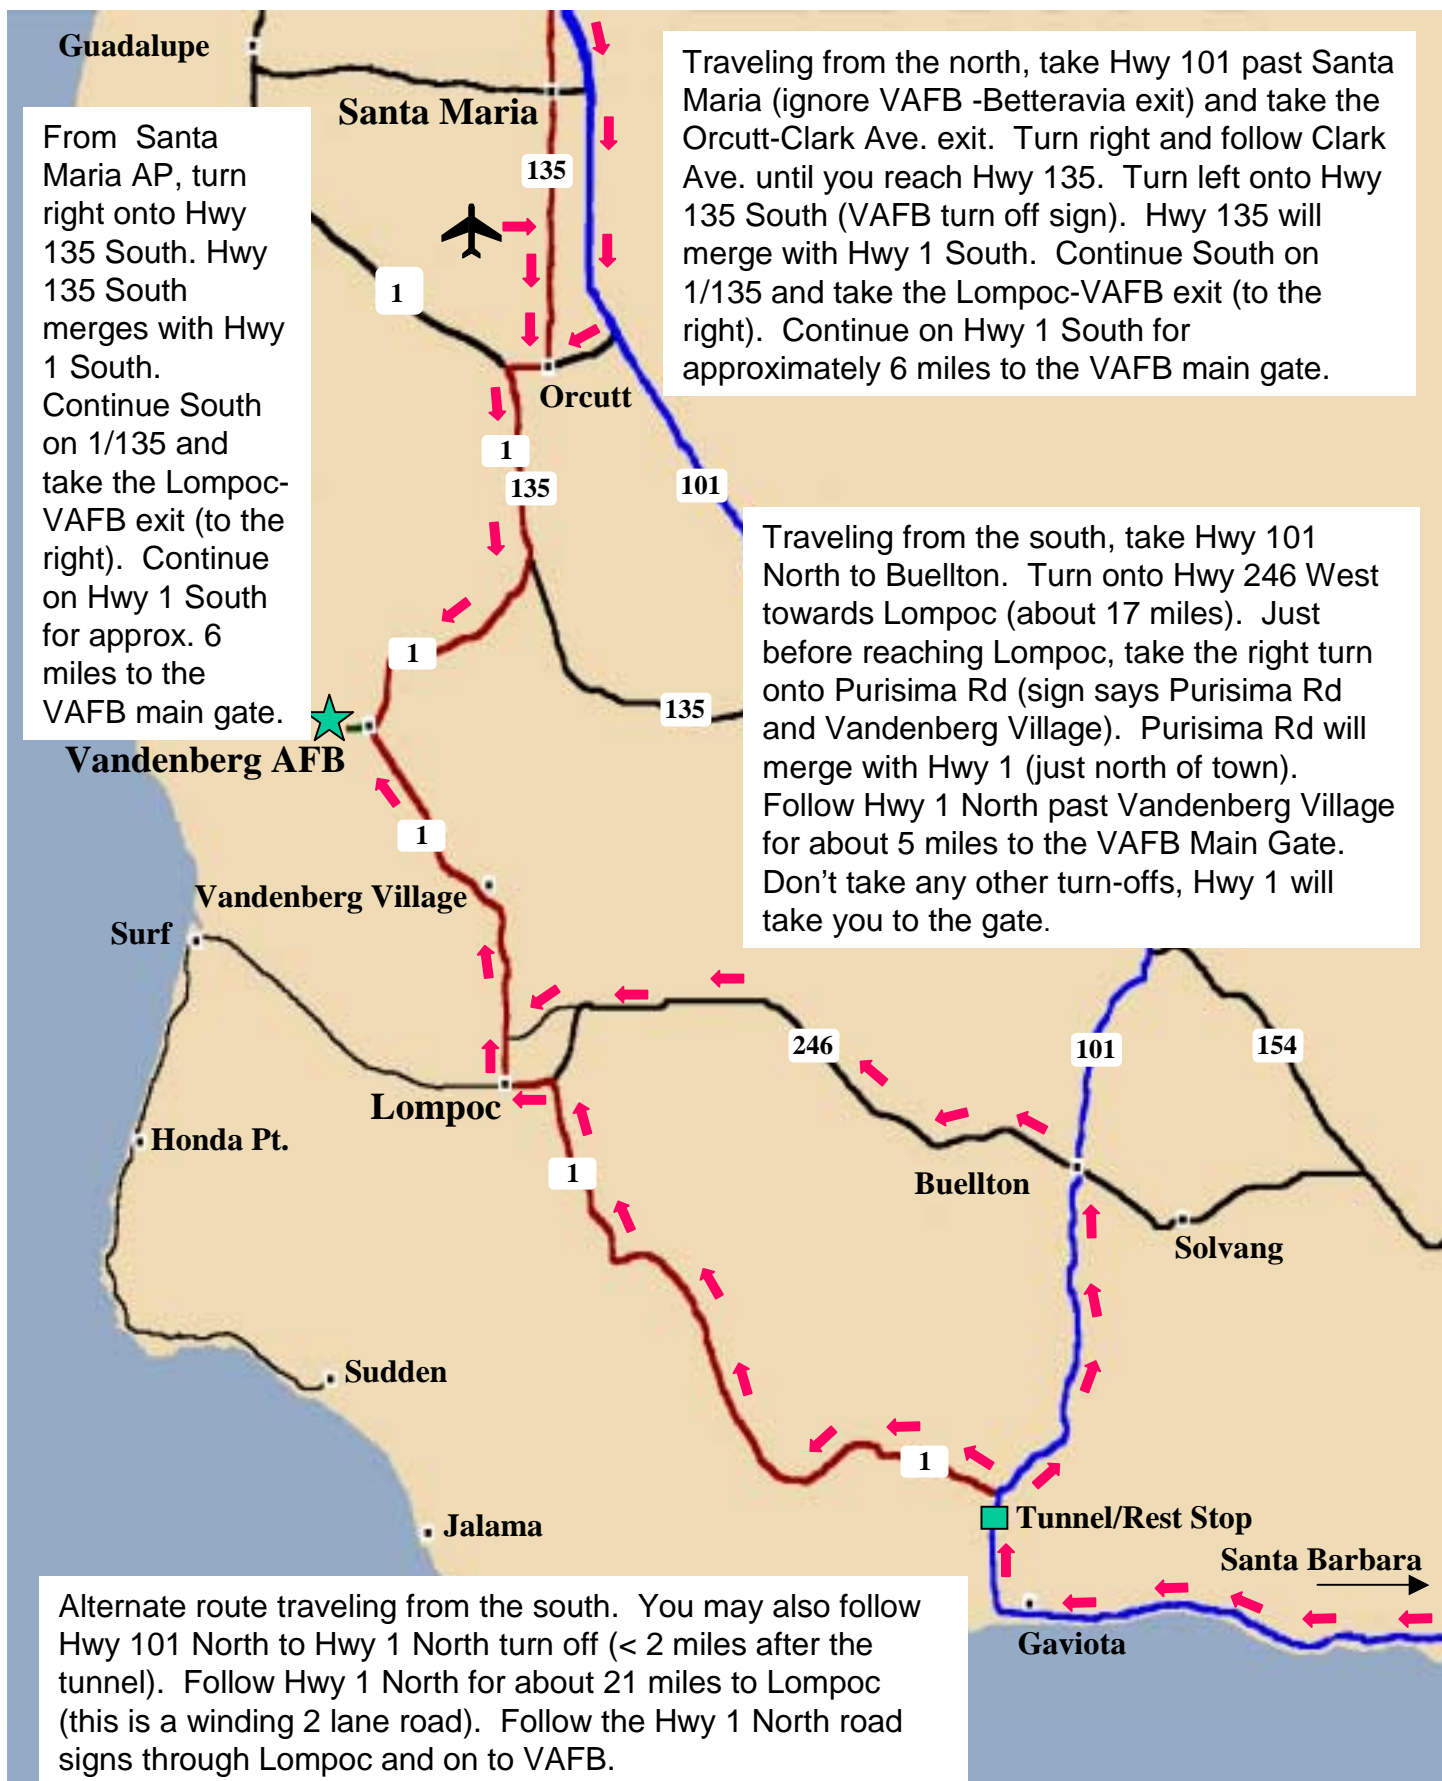 Guadalupe
Santa Maria
Traveling from the north, take Hwy 101 past Santa
Maria (ignore VAFB -Betteravia exit) and take the
Orcutt-Clark Ave. exit.  Turn right and follow Clark
Ave. until you reach Hwy 135.  Turn left onto Hwy
135 South (VAFB turn off sign).  Hwy 135 will
merge with Hwy 1 South.  Continue South on
1/135 and take the Lompoc-VAFB exit (to the
right).  Continue on Hwy 1 South for
approximately 6 miles to the VAFB main gate.
From  Santa
Maria AP, turn
right onto Hwy
135 South. Hwy
135 South
merges with Hwy
1 South.
Continue South
on 1/135 and
take the Lompoc-
VAFB exit (to the
right).  Continue
on Hwy 1 South
for approx. 6
miles to the
VAFB main gate.
135
1
Orcutt
1
135
101
Traveling from the south, take Hwy 101
North to Buellton.  Turn onto Hwy 246 West
towards Lompoc (about 17 miles).  Just
before reaching Lompoc, take the right turn
onto Purisima Rd (sign says Purisima Rd
and Vandenberg Village).  Purisima Rd will
merge with Hwy 1 (just north of town).
Follow Hwy 1 North past Vandenberg Village
for about 5 miles to the VAFB Main Gate.
Don't take any other turn-offs, Hwy 1 will
take you to the gate.
1
135
Vandenberg AFB
1
Vandenberg Village
Surf
246
101
154
Lompoc
Honda Pt.
1
Buellton
Solvang
Sudden
1
Tunnel/Rest Stop
Jalama
Santa Barbara
Gaviota
Alternate route traveling from the south.  You may also follow
Hwy 101 North to Hwy 1 North turn off (< 2 miles after the
tunnel).  Follow Hwy 1 North for about 21 miles to Lompoc
(this is a winding 2 lane road).  Follow the Hwy 1 North road
signs through Lompoc and on to VAFB.